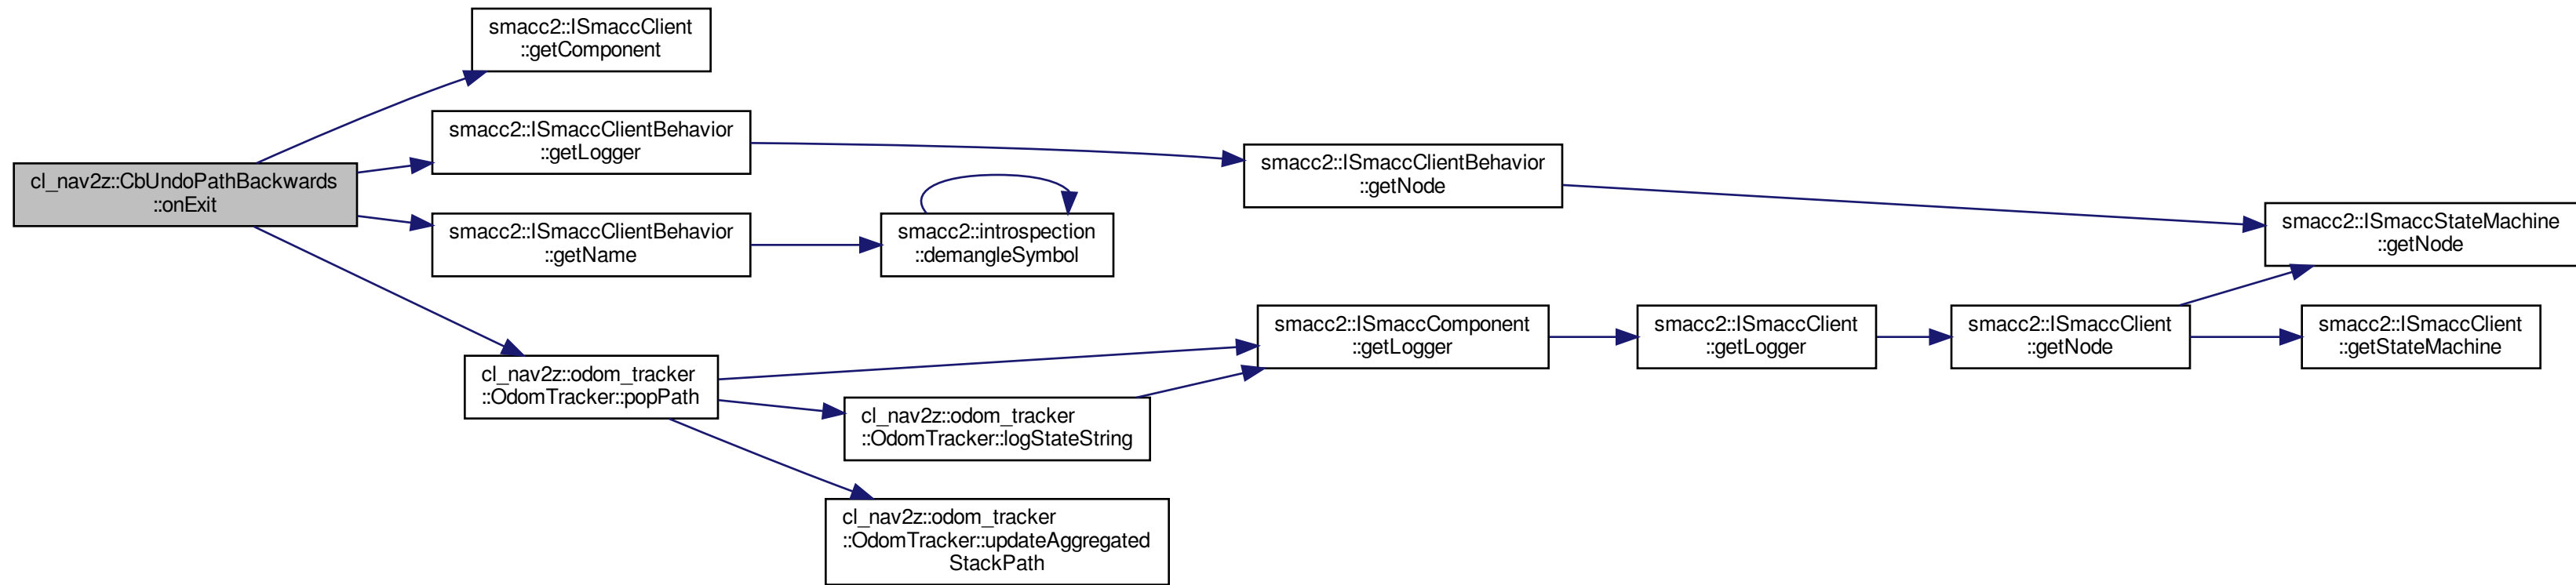 smacc2::ISmaccClient
::getComponent
smacc2::ISmaccClientBehavior
::getLogger
cl_nav2z::CbUndoPathBackwards
::onExit
smacc2::ISmaccClientBehavior
::getName
cl_nav2z::odom_tracker
::OdomTracker::popPath
smacc2::introspection
::demangleSymbol
smacc2::ISmaccClientBehavior
::getNode
smacc2::ISmaccStateMachine
::getNode
smacc2::ISmaccComponent
::getLogger
smacc2::ISmaccClient
::getLogger
smacc2::ISmaccClient
::getNode
smacc2::ISmaccClient
::getStateMachine
cl_nav2z::odom_tracker
::OdomTracker::logStateString
cl_nav2z::odom_tracker
::OdomTracker::updateAggregated
StackPath